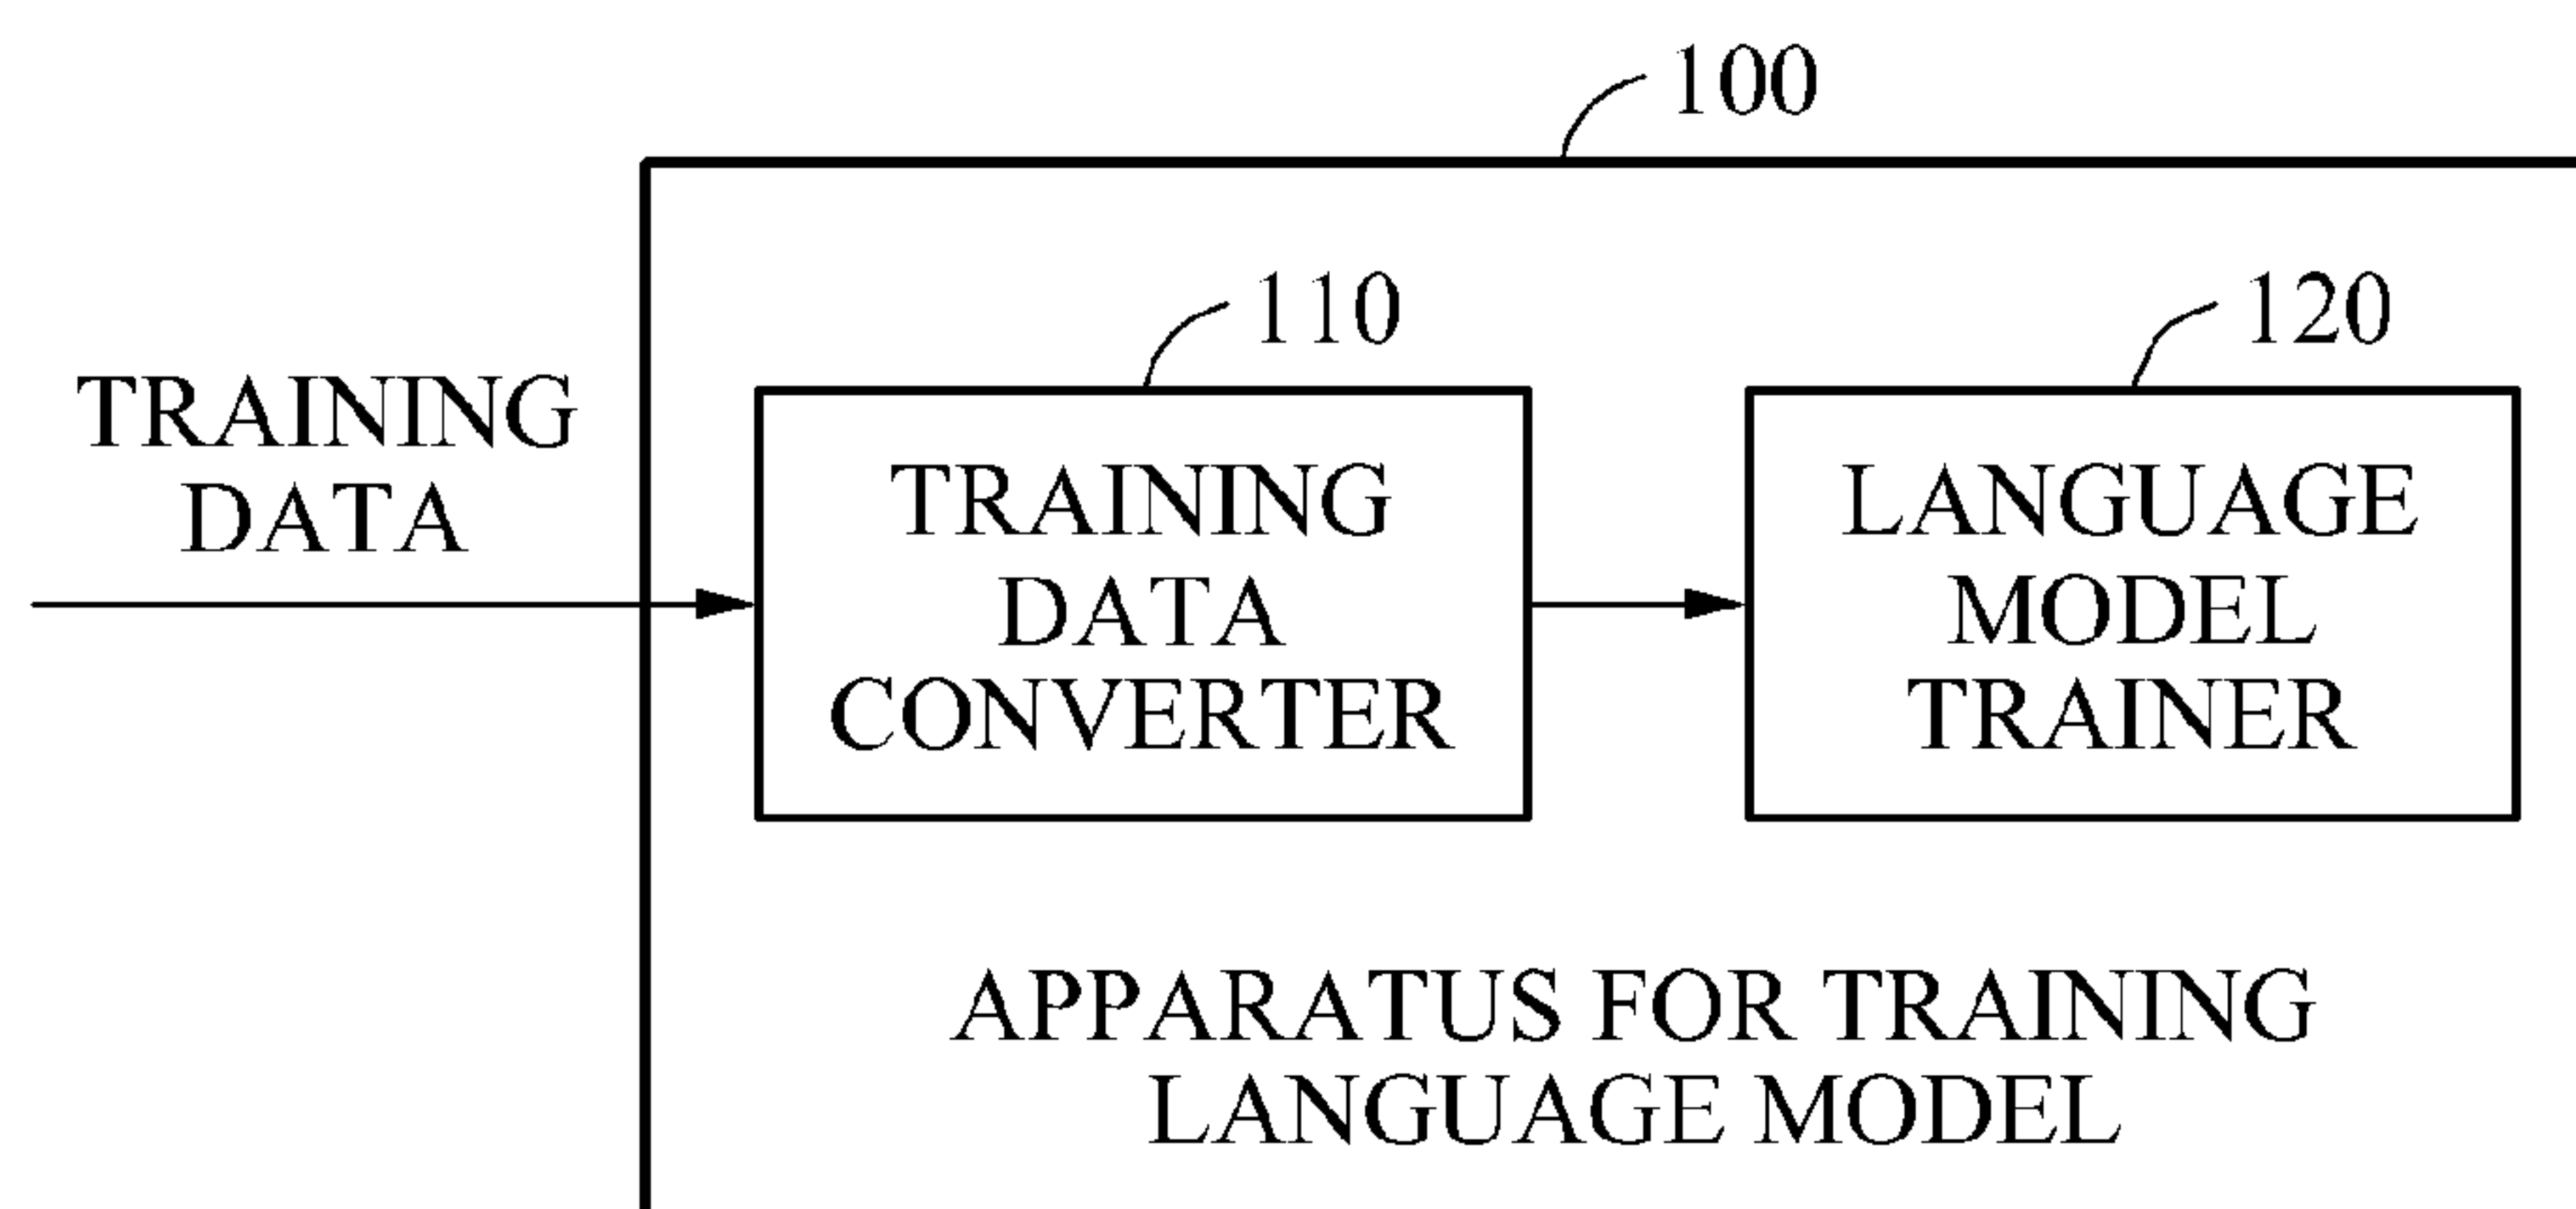 100
110
120
TRAINING
DATA
TRAINING
DATA
CONVERTER
LANGUAGE
MODEL
TRAINER
APPARATUS FOR TRAINING
LANGUAGE MODEL